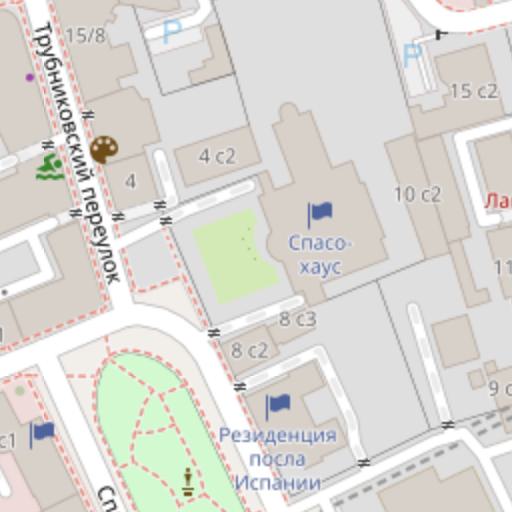 15/8
P
Трубниковский переулок
P
15 с2
4 с2
4
10 с2
Спасо-
хаус
8 с3
8 с2
9 с
Резиденция
посла
Испании
с1